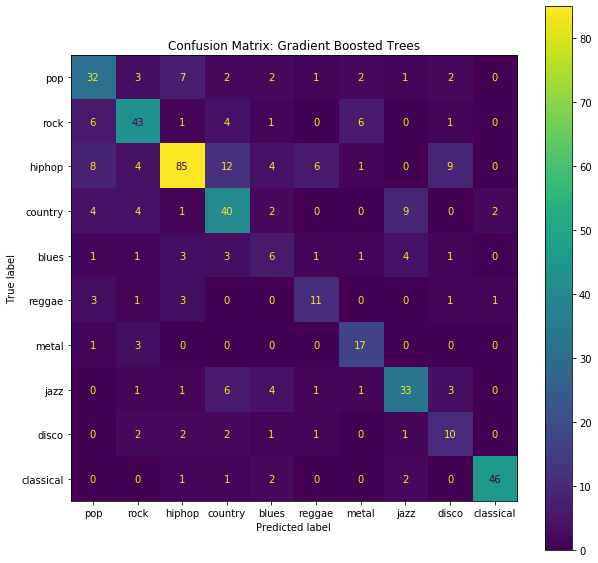 Confusion Matrix: Gradient Boosted Trees
True label
pop 32 3 7 2 2 1 2 1 2 0
rock 6 43 1 4 1 0 6 0 1 0
hiphop 8 4 85 12 4 6 1 0 9 0
country 4 4 1 40 2 0 0 9 0 2
blues 1 1 3 3 6 1 1 4 1 0
reggae 3 1 3 0 0 11 0 0 1 1
metal 1 3 0 0 0 0 17 0 0 0
jazz 0 1 1 6 4 1 1 33 3 0
disco 0 2 2 2 1 1 0 1 10 0
classical 0 0 1 1 2 0 0 2 0 46
pop rock hiphop country blues reggae metal jazz disco classical
Predicted label
80
70
60
50
40
30
20
10
0